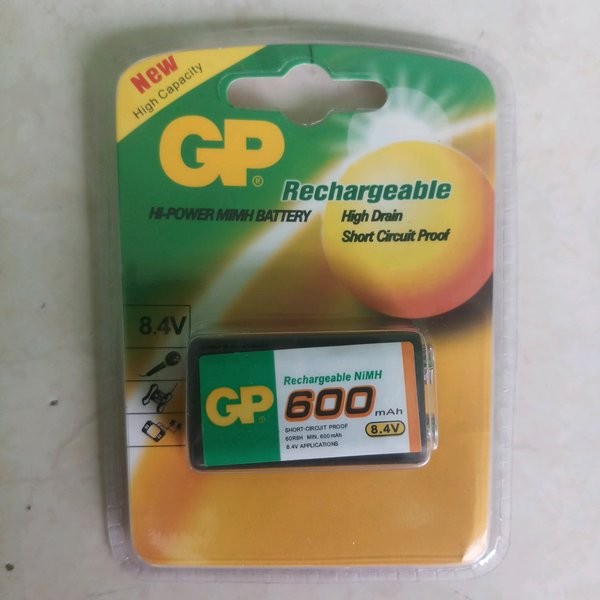 New
High Capacity
GP®
Rechargeable
HI-POWER MIMH BATTERY
High Drain
Short Circuit Proof
8.4V
Rechargeable NiMH
GP®
600 mAh
SHORT-CIRCUIT PROOF
60R8H MIN. 600 mAh
8.4V APPLICATIONS
8.4V